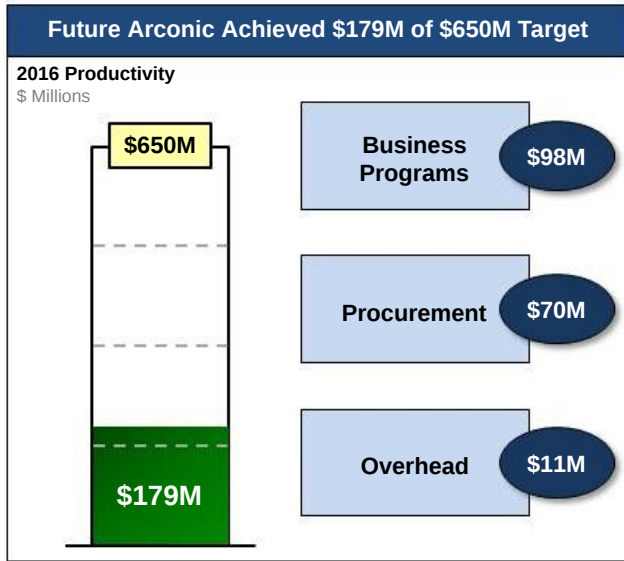 Future Arconic Achieved $179M of $650M Target
2016 Productivity
$ Millions
$650M
$179M
Business
Programs
$98M
Procurement
$70M
Overhead
$11M